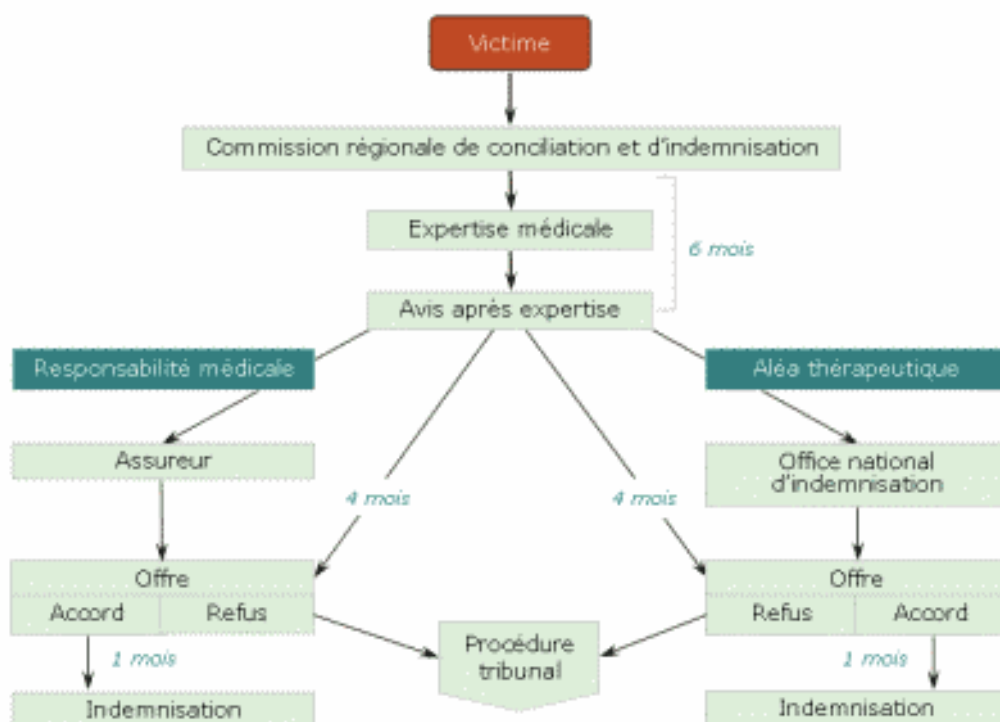 Victime
Commission régionale de conciliation et d'indemnisation
Expertise médicale
6 mois
Avis après expertise
Responsabilité médicale
Aléa thérapeutique
Assureur
Office national
d'indemnisation
4 mois
4 mois
Offre
Offre
Accord
Refus
Refus
Accord
Procédure
tribunal
1 mois
1 mois
Indemnisation
Indemnisation